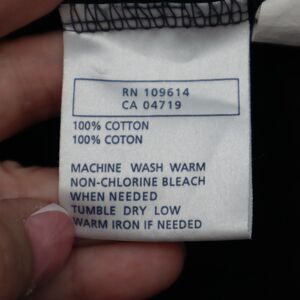 RN 109614
CA 04719
100% COTTON
100% COTON
MACHINE WASH WARM
NON-CHLORINE BLEACH
WHEN NEEDED
TUMBLE DRY LOW
WARM IRON IF NEEDED